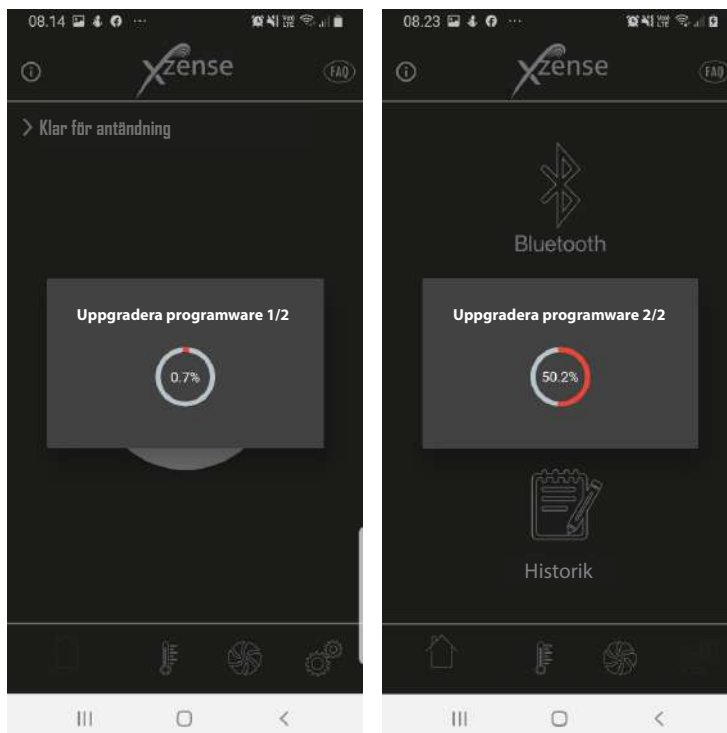 08.14
Xzense
FAQ
> Klar för antändning
Uppgradera programware 1/2
0.7%
08.23
Xzense
FAQ
Bluetooth
Uppgradera programware 2/2
50.2%
Historik